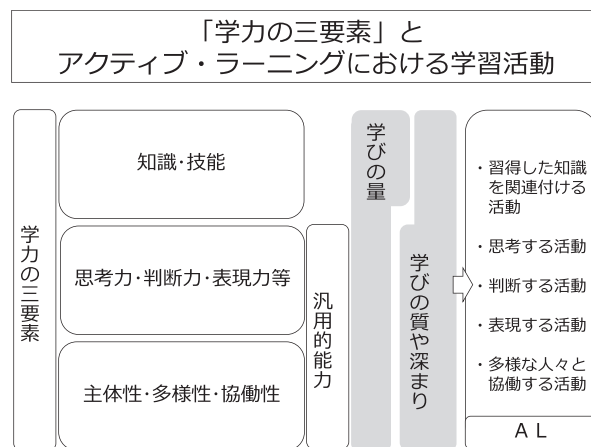 「学力の三要素」と
アクティブ・ラーニングにおける学習活動
学力の三要素
知識・技能
思考力・判断力・表現力等
主体性・多様性・協働性
汎用的能力
学びの量
学びの質や深まり
・習得した知識
を関連付ける
活動
・思考する活動
・判断する活動
・表現する活動
・多様な人々と
協働する活動
ＡＬ